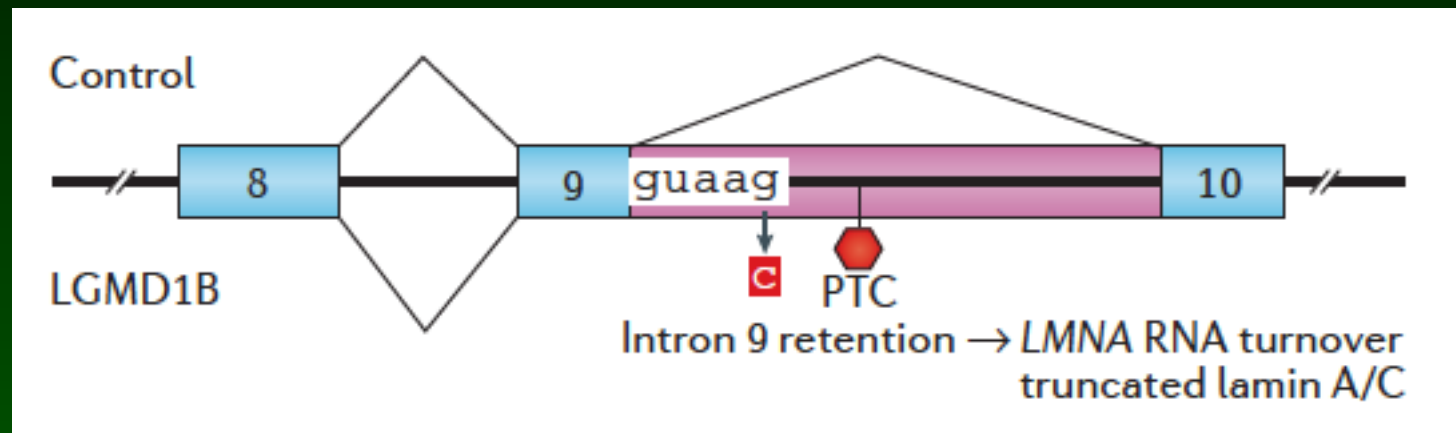 Control
8
9
guaag
10
LGMD1B
c
PTC
Intron 9 retention → LMNA RNA turnover
truncated lamin A/C